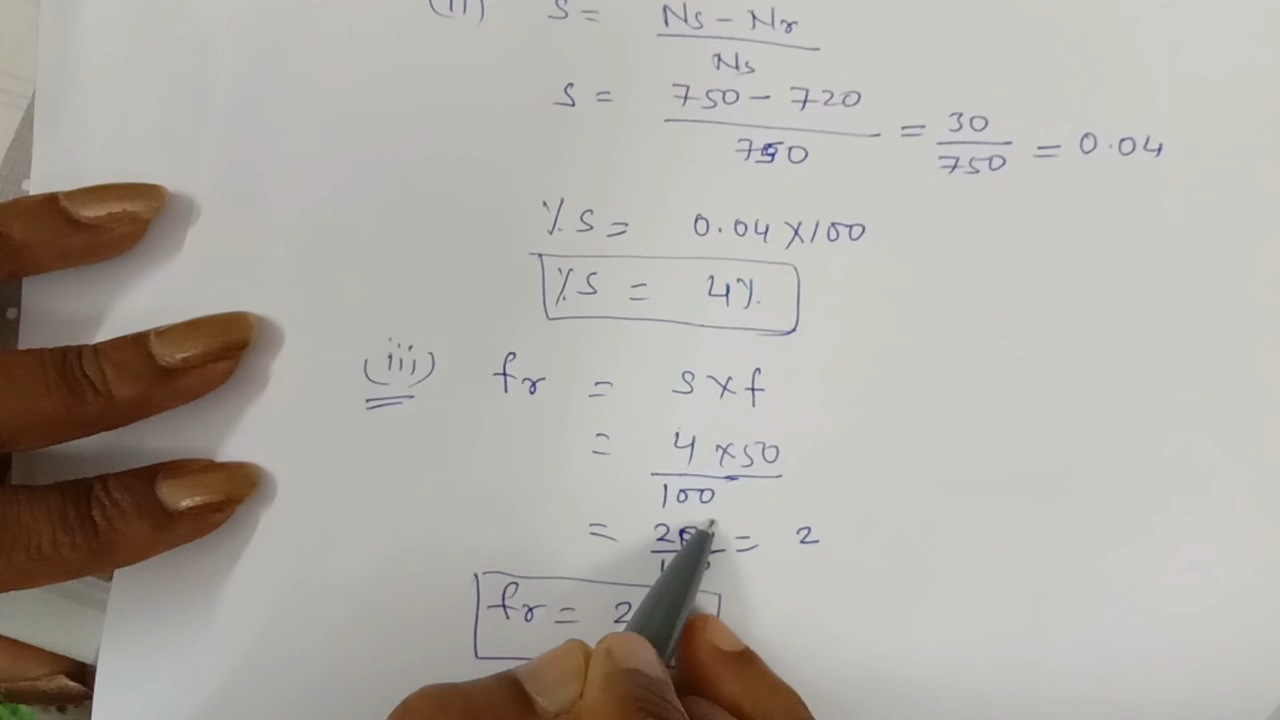 (ii) S = Ns - Nr / Ns
S = 750 - 720 / 750 = 30 / 750 = 0.04
% S = 0.04 × 100
% S = 4%
(iii) fr = S × f
= 4 × 50 / 100
= = 2
fr = 2